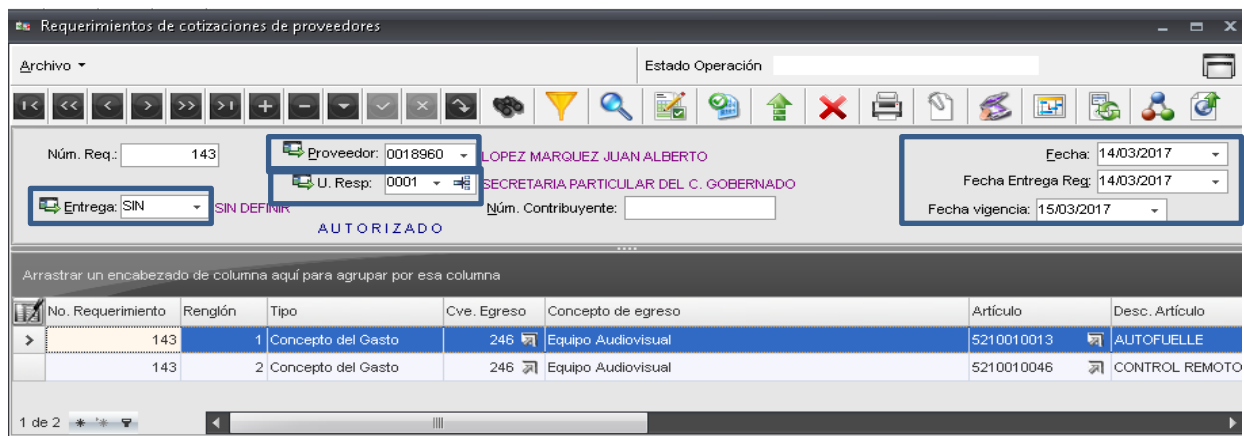 Requerimientos de cotizaciones de proveedores
Archivo
Estado Operación
Núm. Req.: 143
Proveedor: 0018960 LOPEZ MARQUEZ JUAN ALBERTO
Fecha: 14/03/2017
U. Resp: 0001 SECRETARIA PARTICULAR DEL C. GOBERNADO
Fecha Entrega Reg: 14/03/2017
Entrega: SIN SIN DEFINIR
Núm. Contribuyente:
Fecha vigencia: 15/03/2017
AUTORIZADO
Arrastrar un encabezado de columna aquí para agrupar por esa columna
No. Requerimiento Renglón Tipo Cve. Egreso Concepto de egreso Artículo Desc. Artículo
143 1 Concepto del Gasto 246 Equipo Audiovisual 5210010013 AUTOFUELLE
143 2 Concepto del Gasto 246 Equipo Audiovisual 5210010046 CONTROL REMOTO
1 de 2